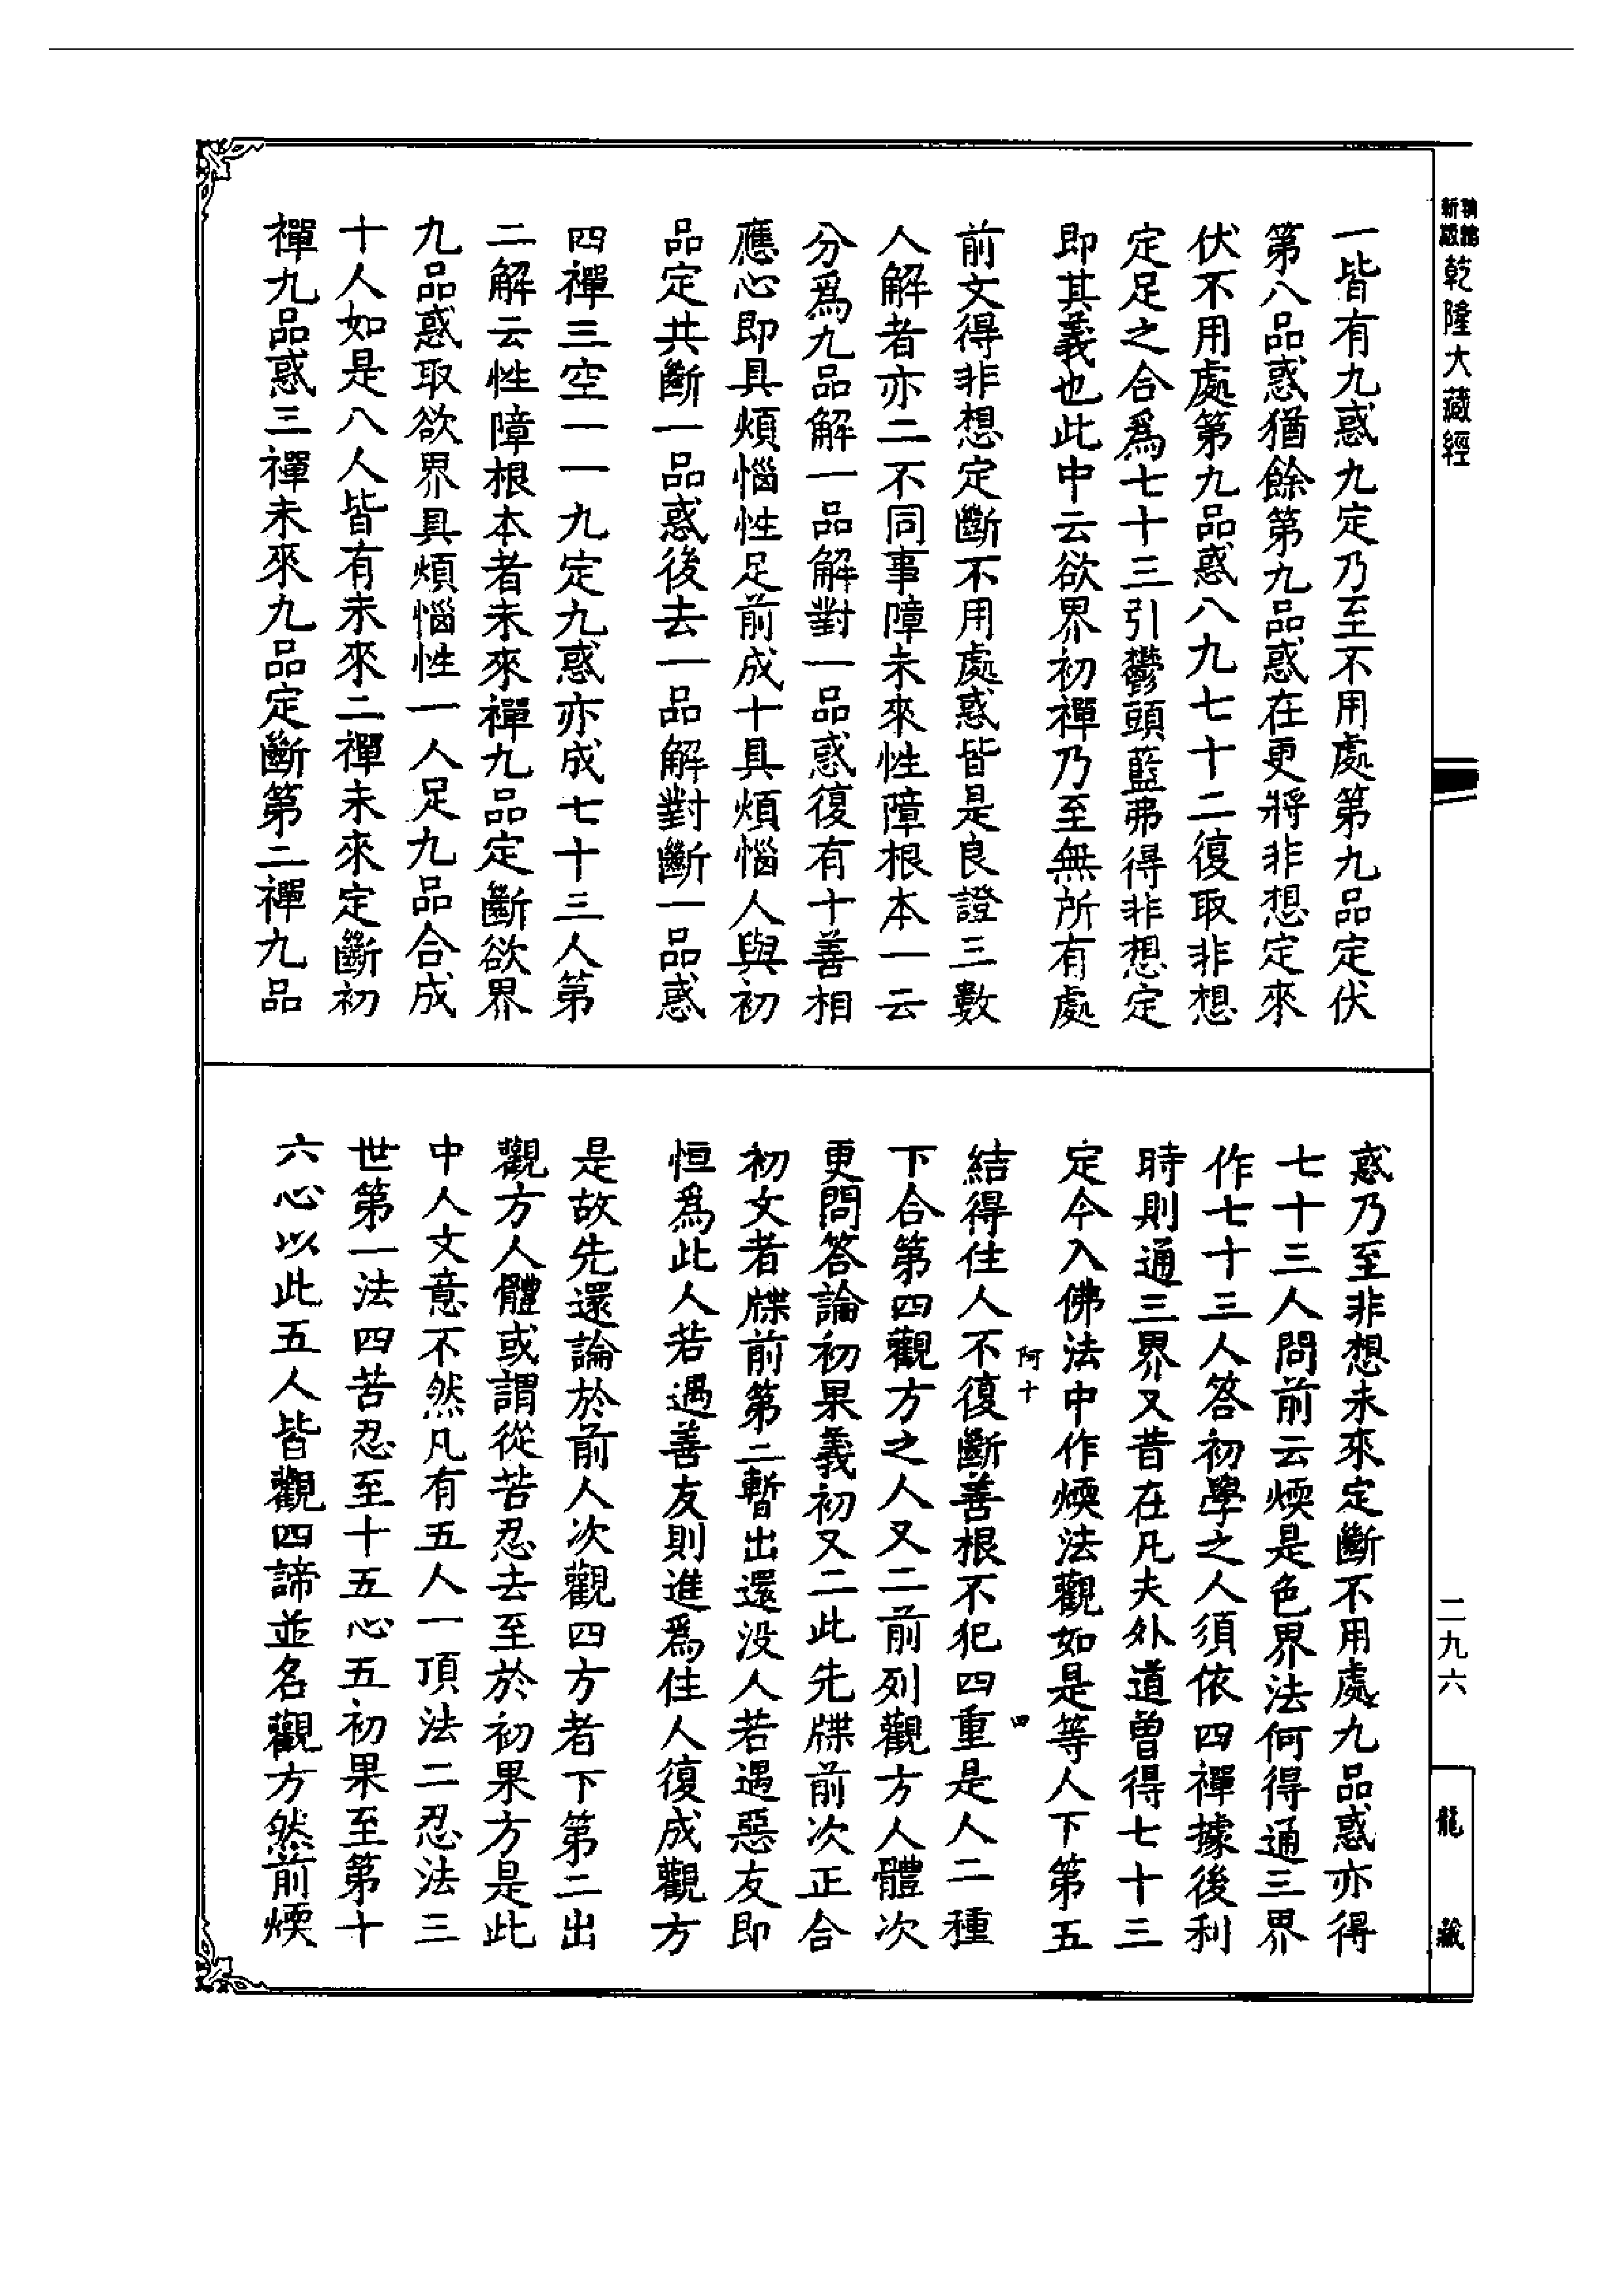 乾隆大藏經
一皆有九惑九定乃至不用處第九品定伏
第八品惑猶餘第九品惑在更將非想定來
伏不用處第九品惑八九七十二復取非想
定足之合爲七十三引鬱頭藍弗得非想定
即其義也此中云欲界初禪乃至無所有處
前文得非想定斷不用處惑皆是良證三數
人解者亦二不同事障未來性障根本一云
分爲九品解一品解對一品惑復有十善相
應心即具煩惱性足前成十具煩惱人與初
品定共斷一品惑後去一品解對斷一品惑
四禪三空一一九定九惑亦成七十三人第
二解云性障根本者未來禪九品定斷欲界
九品惑取欲界具煩惱性一人足九品合成
十人如是八人皆有未來二禪未來定斷初
禪九品惑三禪未來九品定斷第二禪九品
惑乃至非想未來定斷不用處九品惑亦得
七十三人問前云煗是色界法何得通三界
作七十三人答初學之人須依四禪據後利
時則通三界又昔在凡夫外道曾得七十三
定今入佛法中作煗法觀如是等人下第五
阿十 四
結得住人不復斷善根不犯四重是人二種
下合第四觀方之人又二前列觀方人體次
更問答論初果義初又二此先牒前次正合
初文者牒前第二暫出還没人若遇惡友即
恒爲此人若遇善友則進爲住人復成觀方
是故先還論於前人次觀四方者下第二出
觀方人體或謂從苦忍去至於初果方是此
中人文意不然凡有五人一頂法二忍法三
世第一法四苦忍至十五心五初果至第十
六心以此五人皆觀四諦並名觀方然前煗
二九六
龍藏